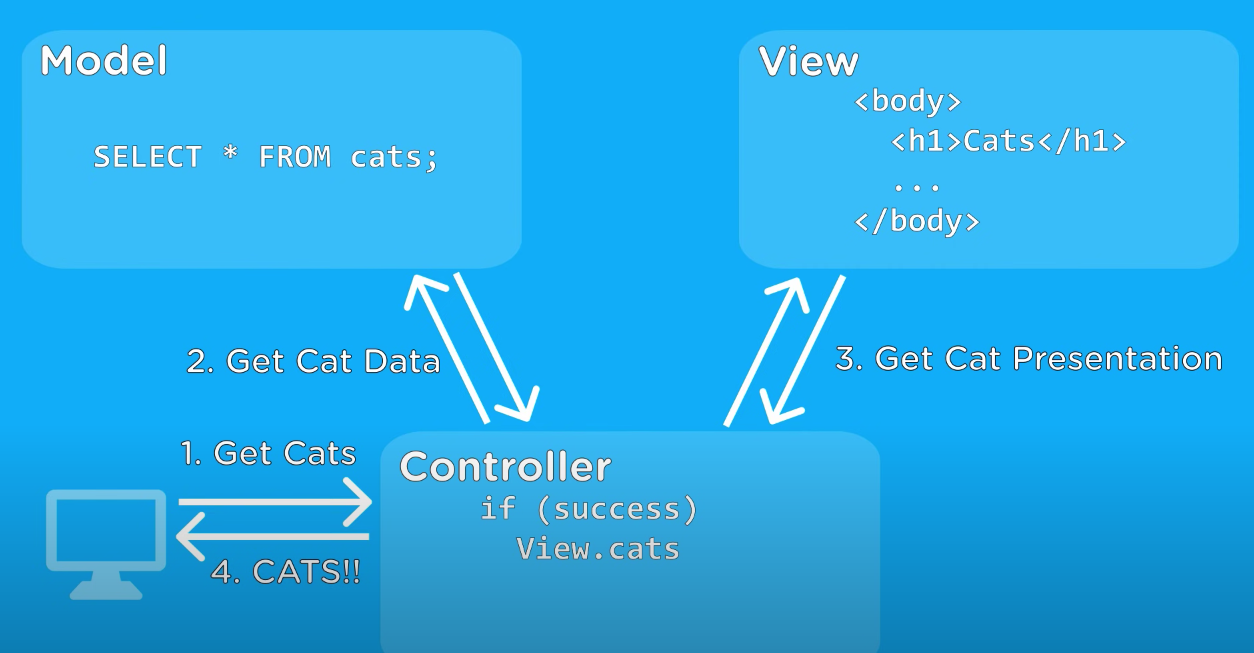 Model
SELECT * FROM cats;
View
<body>
<h1>Cats</h1>
...
</body>
2. Get Cat Data
3. Get Cat Presentation
1. Get Cats
4. CATS!!
Controller
if (success)
View.cats